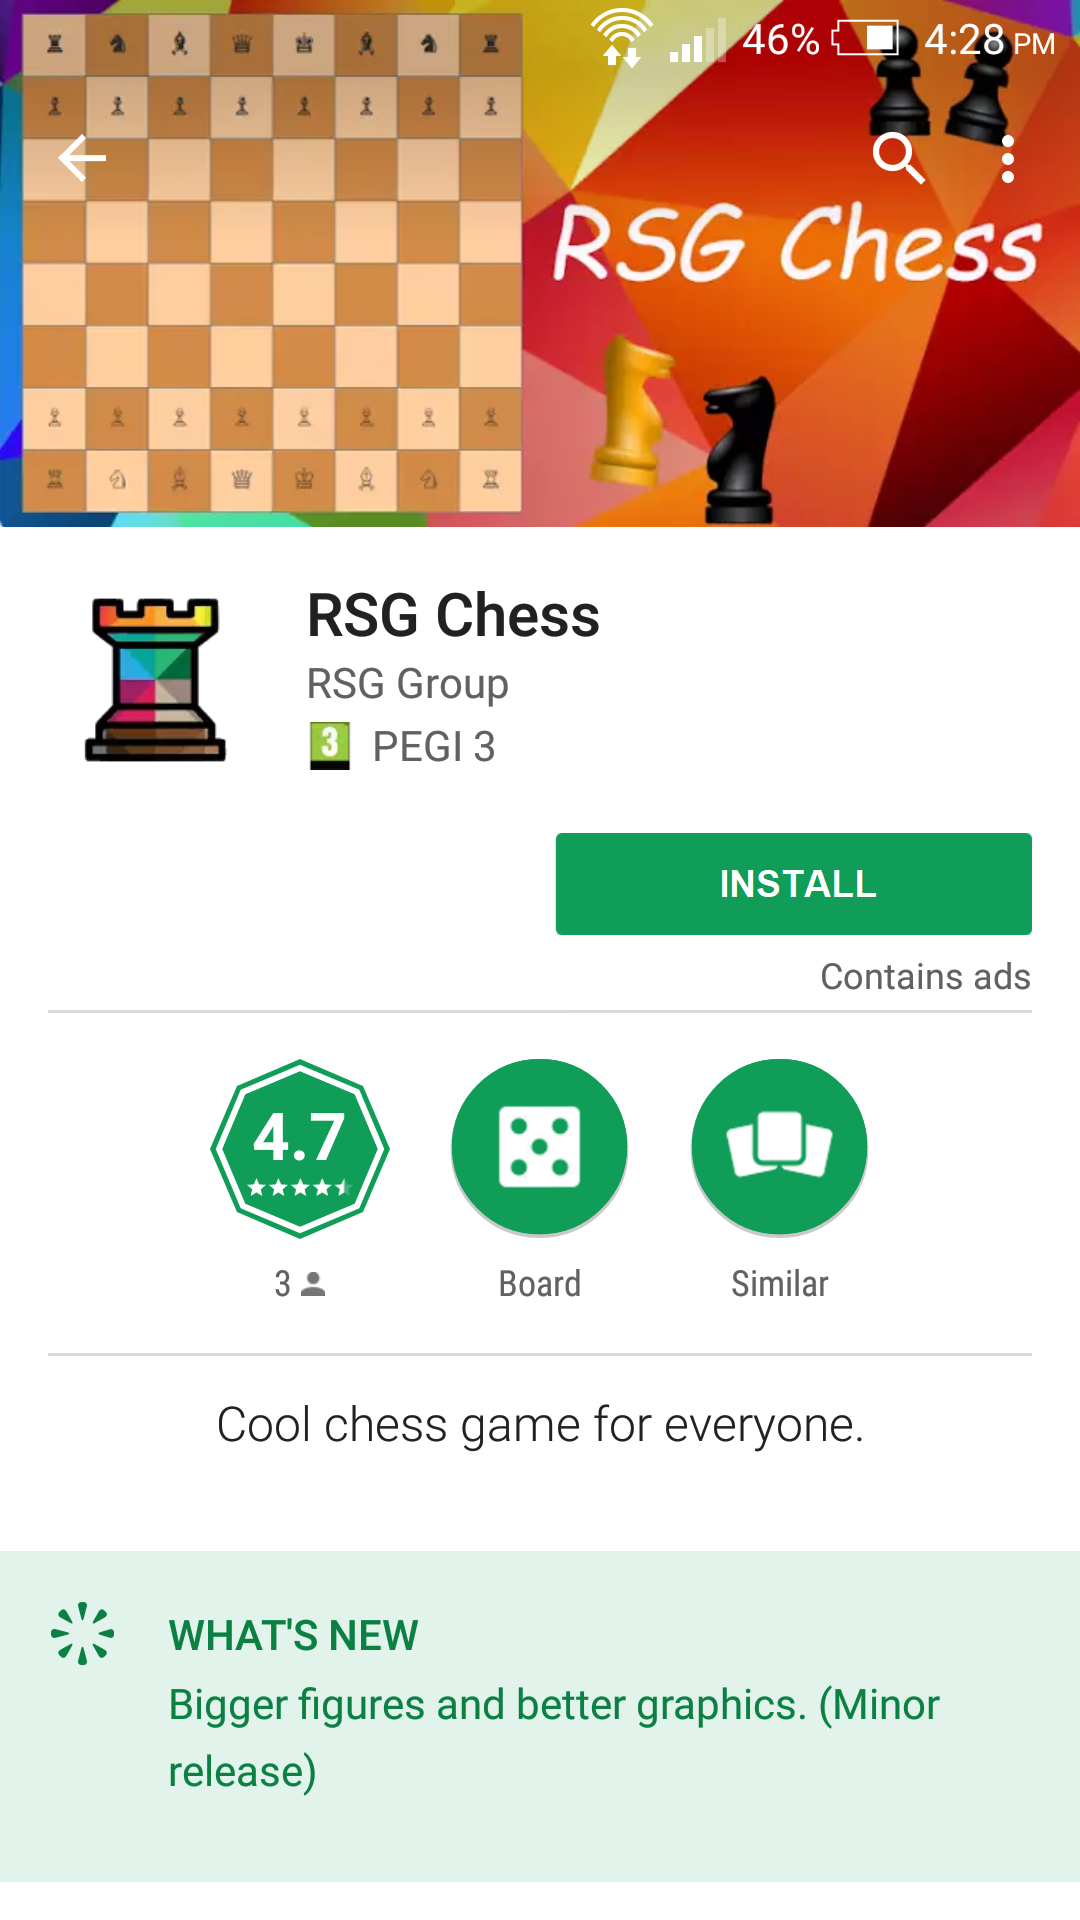 46% 4:28 PM
RSG Chess
RSG Chess
RSG Group
3 PEGI 3
INSTALL
Contains ads
4.7
3 Board Similar
Cool chess game for everyone.
WHAT'S NEW
Bigger figures and better graphics. (Minor
release)